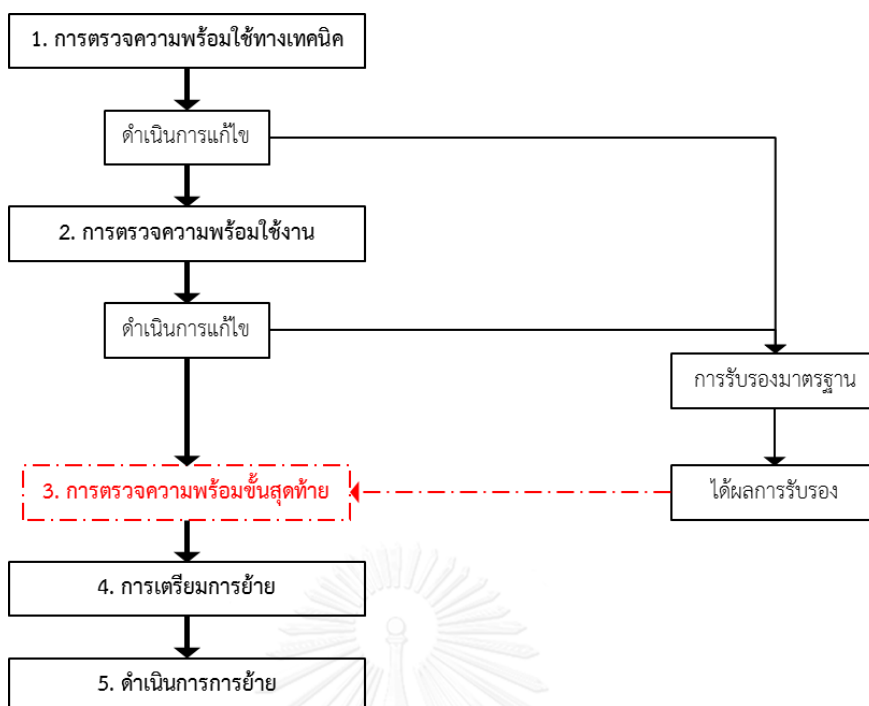 1. การตรวจความพร้อมใช้ทางเทคนิค
ดำเนินการแก้ไข
2. การตรวจความพร้อมใช้งาน
ดำเนินการแก้ไข
การรับรองมาตรฐาน
3. การตรวจความพร้อมขั้นสุดท้าย
ได้ผลการรับรอง
4. การเตรียมการย้าย
5. ดำเนินการการย้าย